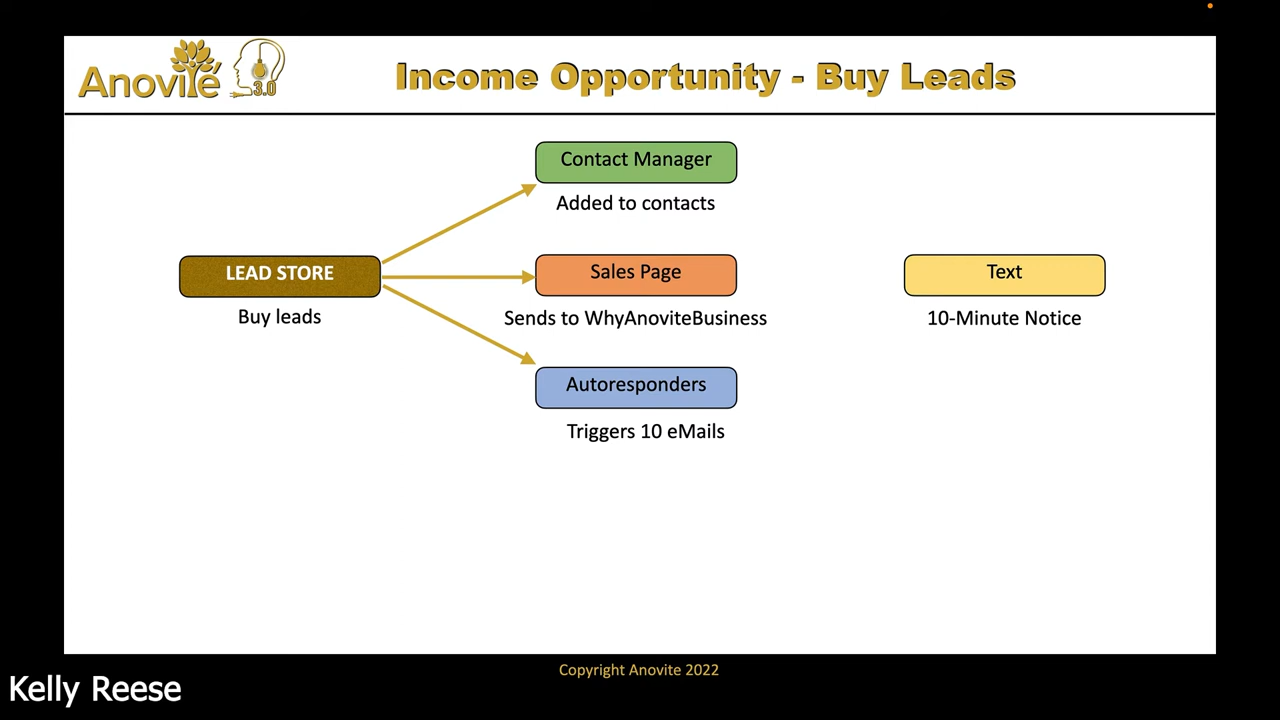 Anovite
3.0
Income Opportunity - Buy Leads
Contact Manager
Added to contacts
LEAD STORE
Buy leads
Sales Page
Sends to WhyAnoviteBusiness
Text
10-Minute Notice
Autoresponders
Triggers 10 eMails
Copyright Anovite 2022
Kelly Reese